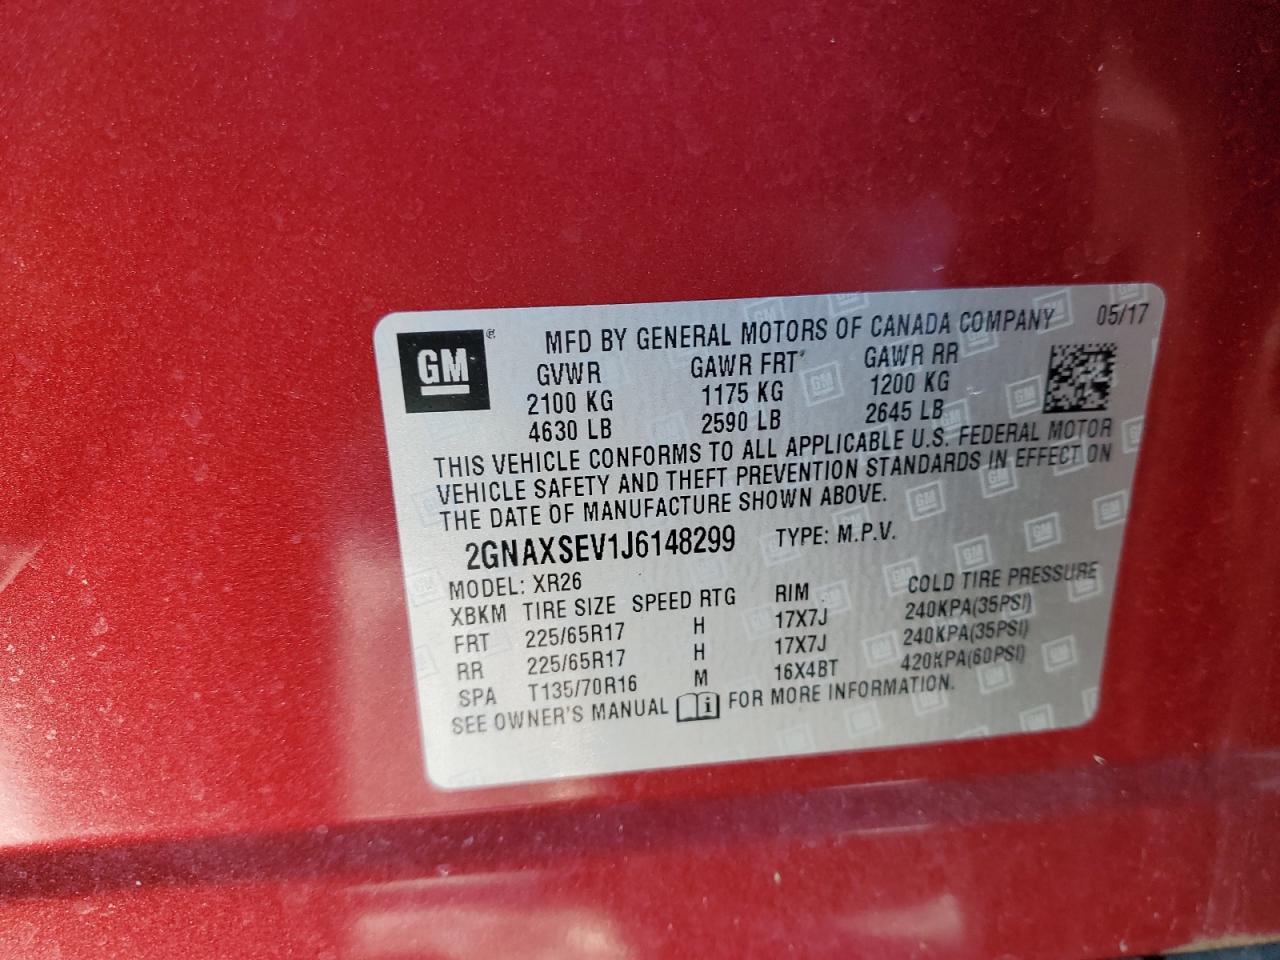 GM ® MFD BY GENERAL MOTORS OF CANADA COMPANY 05/17
GVWR GAWR FRT GAWR RR
2100 KG 1175 KG 1200 KG
4630 LB 2590 LB 2645 LB
THIS VEHICLE CONFORMS TO ALL APPLICABLE U.S. FEDERAL MOTOR
VEHICLE SAFETY AND THEFT PREVENTION STANDARDS IN EFFECT ON
THE DATE OF MANUFACTURE SHOWN ABOVE.
2GNAXSEV1J6148299 TYPE: M.P.V.
MODEL: XR26
XBKM TIRE SIZE SPEED RTG RIM COLD TIRE PRESSURE
FRT 225/65R17 H 17X7J 240KPA(35PSI)
RR 225/65R17 H 17X7J 240KPA(35PSI)
SPA T135/70R16 M 16X4BT 420KPA(60PSI)
SEE OWNER'S MANUAL FOR MORE INFORMATION.